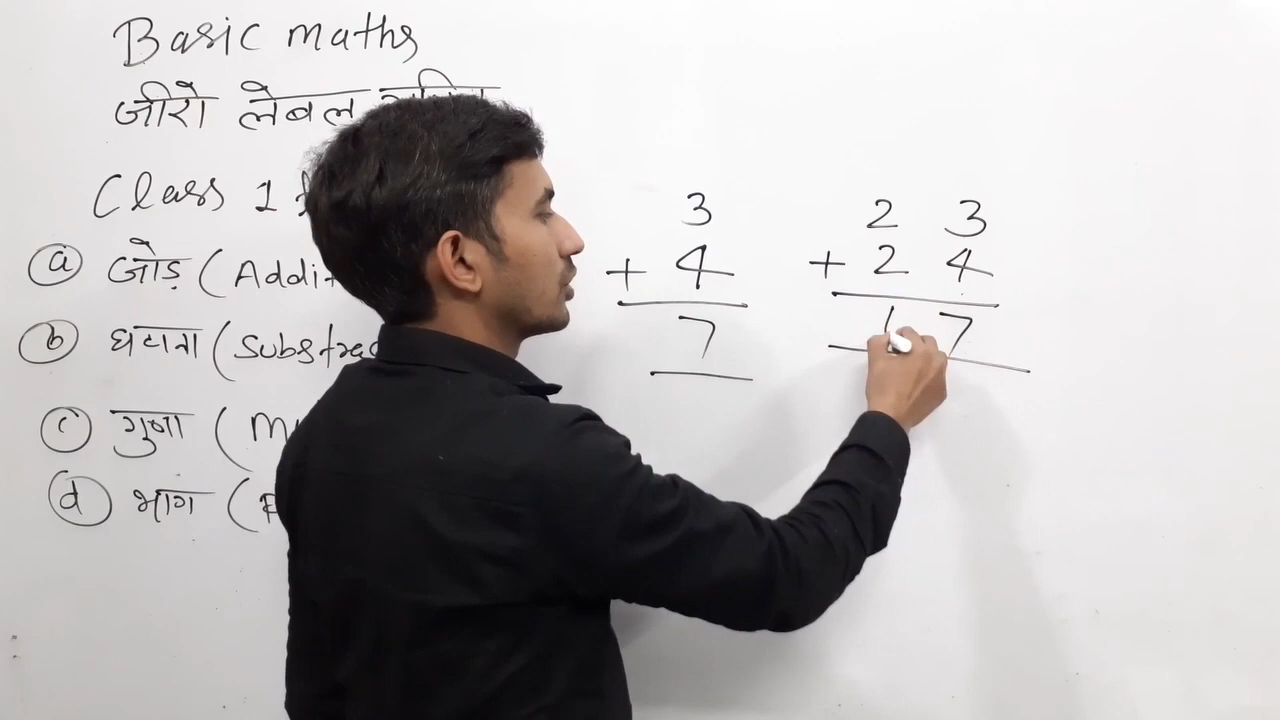 Basic maths
जीरो लेबल
Class 1
a जोड़ (Addi
b घटाना (Substrac
c गुणा (M
d भाग (
3
+ 4
7
2 3
+ 2 4
7